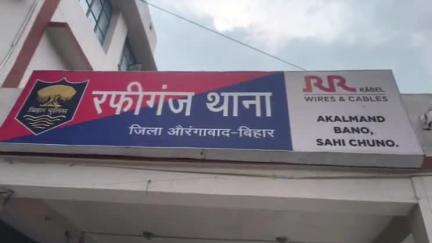 रफीगंज थाना
जिला औरंगाबाद-बिहार
बिहार पुलिस
RR KABEL
WIRES & CABLES
AKALMAND
BANO,
SAHI CHUNO.